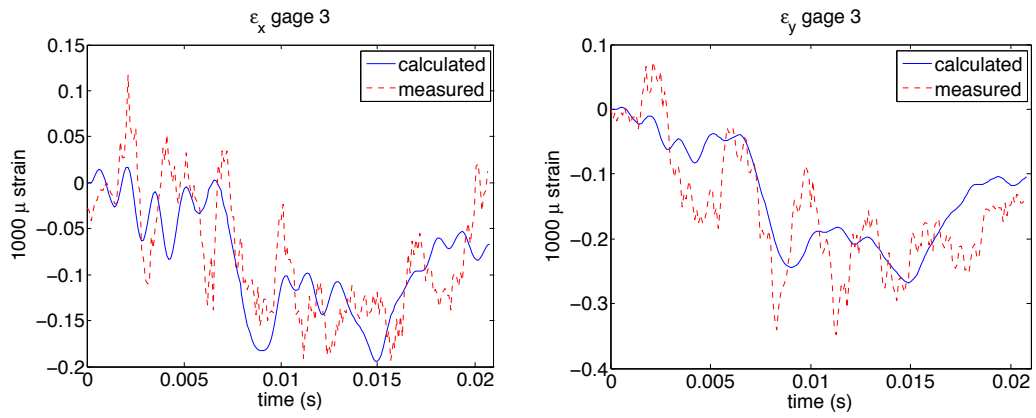 ε_x gage 3
0.15
0.1
0.05
0
−0.05
−0.1
−0.15
−0.2
1000 μ strain
calculated
measured
0
0.005
0.01
0.015
0.02
time (s)
ε_y gage 3
0.1
0
−0.1
−0.2
−0.3
−0.4
1000 μ strain
calculated
measured
0
0.005
0.01
0.015
0.02
time (s)